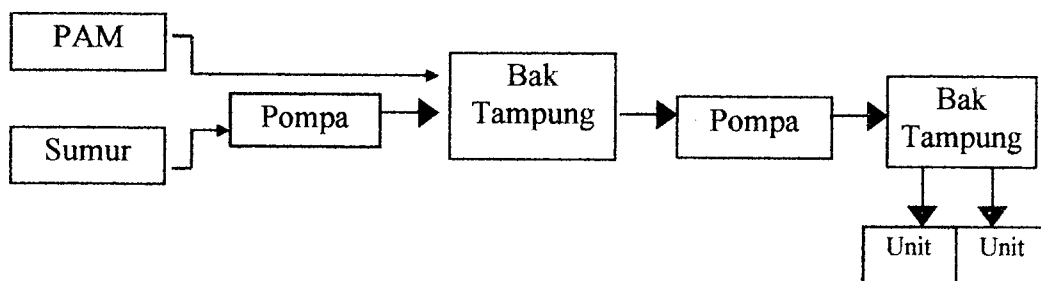 PAM
Sumur
Pompa
Bak
Tampung
Pompa
Bak
Tampung
Unit
Unit